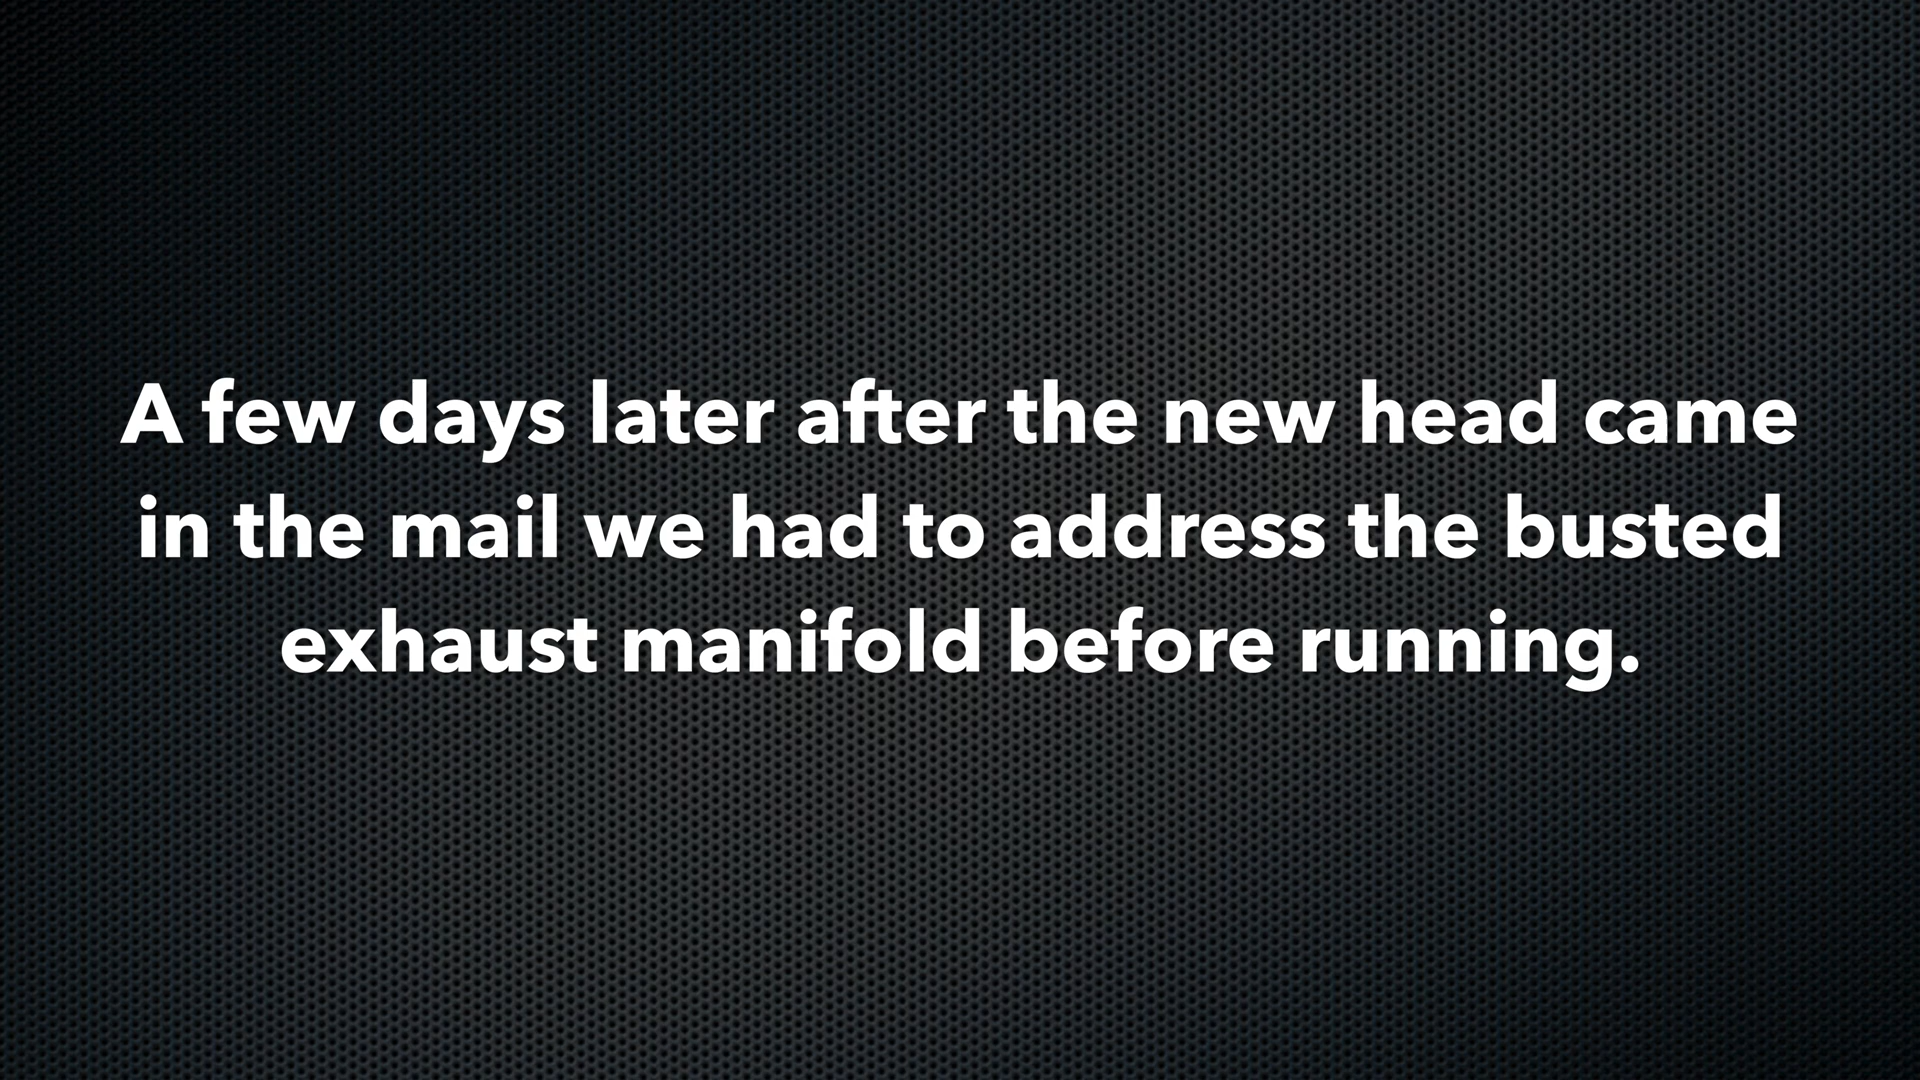 A few days later after the new head came
in the mail we had to address the busted
exhaust manifold before running.